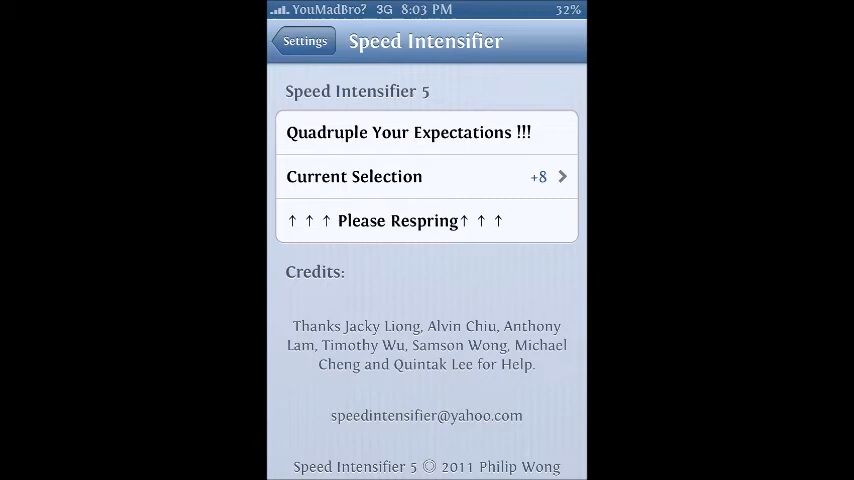 YouMadBro? 3G 8:03 PM 32%
Settings Speed Intensifier
Speed Intensifier 5
Quadruple Your Expectations !!!
Current Selection +8
↑ ↑ ↑ Please Respring↑ ↑ ↑
Credits:
Thanks Jacky Liong, Alvin Chiu, Anthony
Lam, Timothy Wu, Samson Wong, Michael
Cheng and Quintak Lee for Help.
speedintensifier@yahoo.com
Speed Intensifier 5 © 2011 Philip Wong